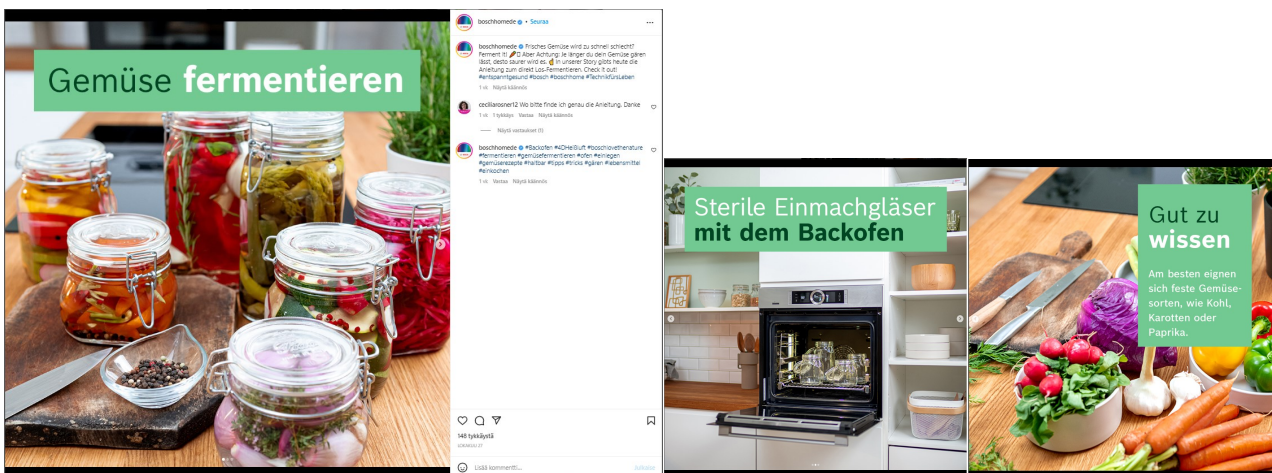 Gemüse fermentieren
boschhomede • Seuraa
boschhomede Frisches Gemüse wird zu schnell schlecht?
Ferment it! Aber Achtung: Je länger du dein Gemüse gären
lässt, desto saurer wird es. In unserer Story gibts heute die
Anleitung zum direkt Los-Fermentieren. Check it out!
#entspanntgesund #bosch #boschhome #TechnikfürsLeben
1 vk Näytä käännös
ceciliarosner12 Wo bitte finde ich genau die Anleitung. Danke
1 vk 1 tykkäys Vastaa Näytä käännös
Näytä vastaukset (1)
boschhomede #Backofen #4DHeißluft #boschlovethenature
#fermentieren #gemüsefermentieren #ofen #einlegen
#gemüserezepte #haltbar #tipps #tricks #gären #lebensmittel
#einkochen
1 vk Vastaa Näytä käännös
148 tykkäystä
LOKAKUU 27
Lisää kommentti...
Julkaise
Sterile Einmachgläser
mit dem Backofen
Gut zu
wissen
Am besten eignen
sich feste Gemüse-
sorten, wie Kohl,
Karotten oder
Paprika.